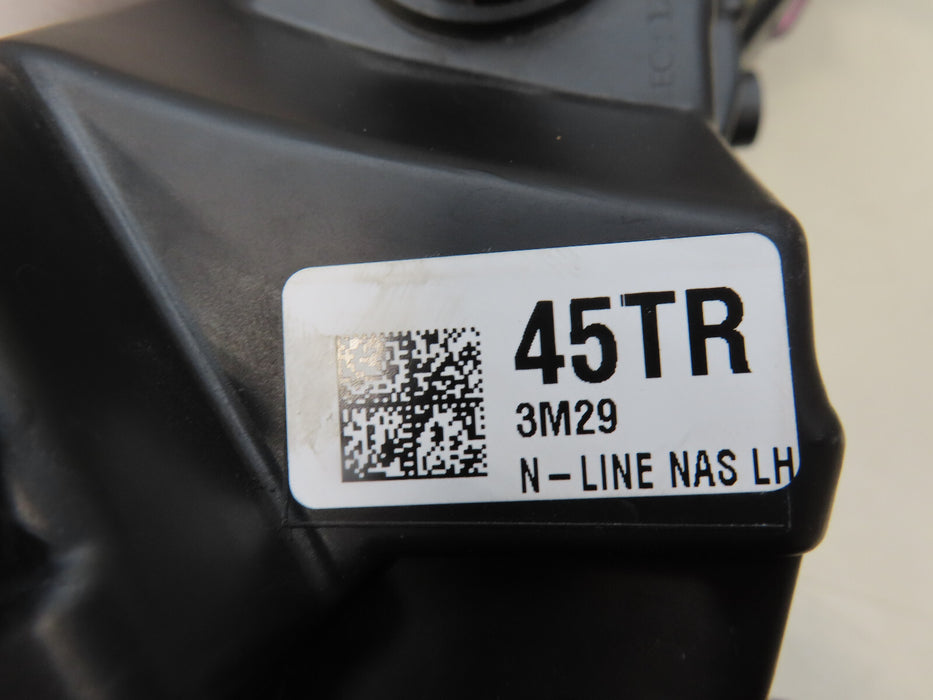 45TR
3M29
N-LINE NAS LH